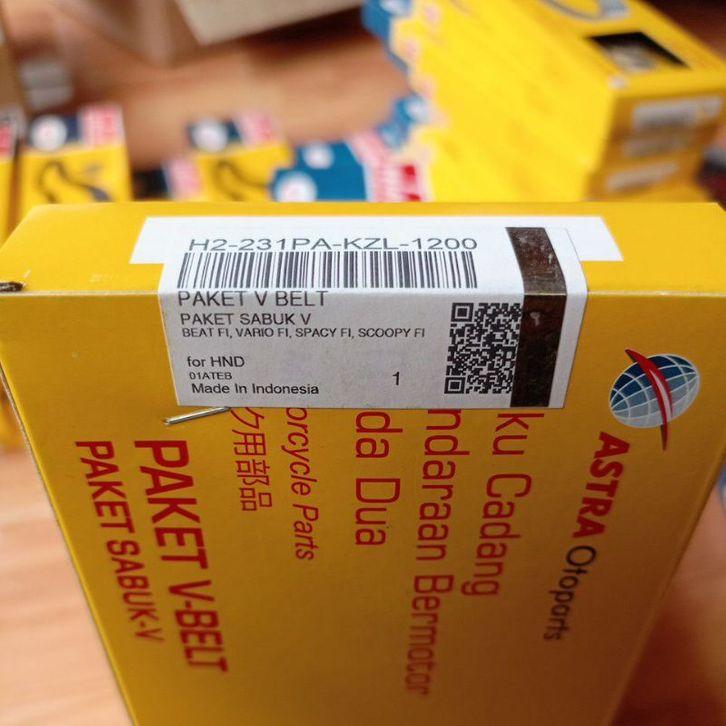 H2-231PA-KZL-1200
PAKET V BELT
PAKET SABUK V
BEAT FI, VARIO FI, SPACY FI, SCOOPY FI
for HND
01ATEB
1
Made In Indonesia
ASTRA Otoparts
ku Cadang
ndaraan Bermotor
da Dua
orcycle Parts
ク用部品
PAKET V-BELT
PAKET SABUK-V